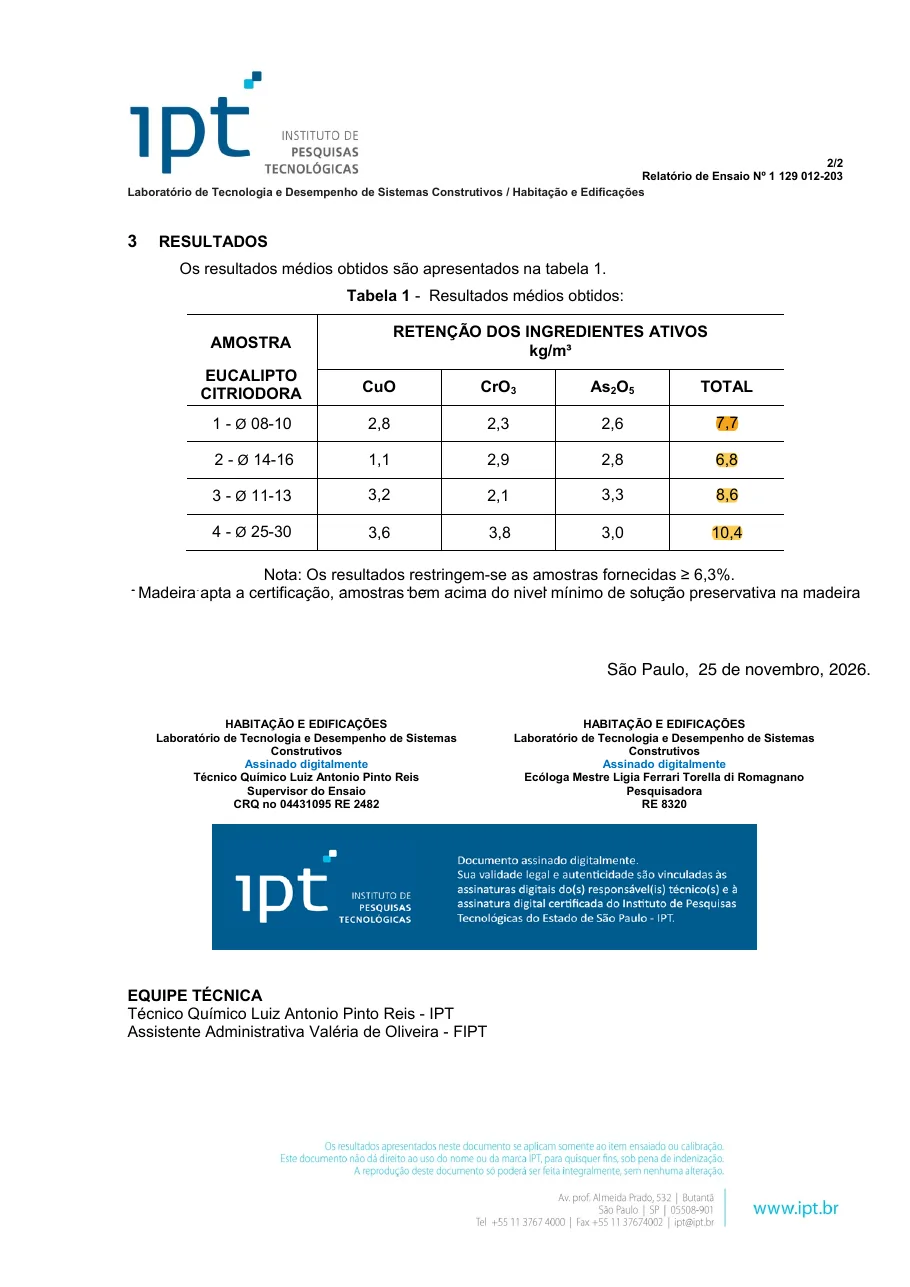 ipt
INSTITUTO DE
PESQUISAS
TECNOLÓGICAS
2/2
Relatório de Ensaio Nº 1 129 012-203
Laboratório de Tecnologia e Desempenho de Sistemas Construtivos / Habitação e Edificações
3 RESULTADOS
Os resultados médios obtidos são apresentados na tabela 1.
Tabela 1 - Resultados médios obtidos:
AMOSTRA
EUCALIPTO
CITRIODORA
RETENÇÃO DOS INGREDIENTES ATIVOS
kg/m³
CuO CrO₃ As₂O₅ TOTAL
1 - Ø 08-10 2,8 2,3 2,6 7,7
2 - Ø 14-16 1,1 2,9 2,8 6,8
3 - Ø 11-13 3,2 2,1 3,3 8,6
4 - Ø 25-30 3,6 3,8 3,0 10,4
Nota: Os resultados restringem-se as amostras fornecidas ≥ 6,3%.
Madeira apta a certificação, amostras bem acima do nivel mínimo de solução preservativa na madeira
São Paulo, 25 de novembro, 2026.
HABITAÇÃO E EDIFICAÇÕES
Laboratório de Tecnologia e Desempenho de Sistemas
Construtivos
Assinado digitalmente
Técnico Químico Luiz Antonio Pinto Reis
Supervisor do Ensaio
CRQ no 04431095 RE 2482
HABITAÇÃO E EDIFICAÇÕES
Laboratório de Tecnologia e Desempenho de Sistemas
Construtivos
Assinado digitalmente
Ecóloga Mestre Ligia Ferrari Torella di Romagnano
Pesquisadora
RE 8320
ipt
INSTITUTO DE
PESQUISAS
TECNOLÓGICAS
Documento assinado digitalmente.
Sua validade legal e autenticidade são vinculadas às
assinaturas digitais do(s) responsável(is) técnico(s) e à
assinatura digital certificada do Instituto de Pesquisas
Tecnológicas do Estado de São Paulo - IPT.
EQUIPE TÉCNICA
Técnico Químico Luiz Antonio Pinto Reis - IPT
Assistente Administrativa Valéria de Oliveira - FIPT
Os resultados apresentados neste documento se aplicam somente ao item ensaiado ou calibração.
Este documento não dá direito ao uso do nome ou da marca IPT, para quisquer fins, sob pena de indenização.
A reprodução deste documento só poderá ser feita integralmente, sem nenhuma alteração.
Av. prof. Almeida Prado, 532 | Butantã
São Paulo | SP | 05508-901
Tel +55 11 3767 4000 | Fax +55 11 37674002 | ipt@ipt.br
www.ipt.br